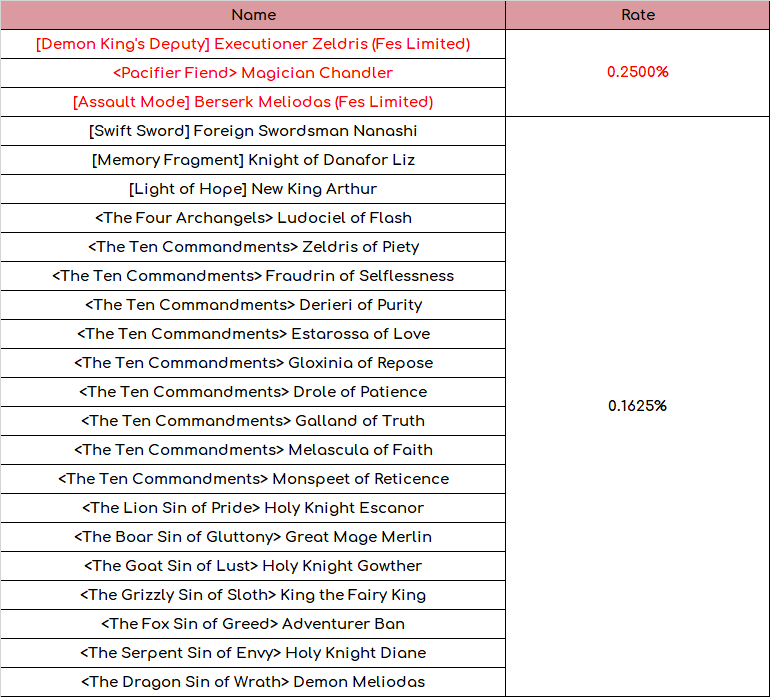 Name Rate
[Demon King's Deputy] Executioner Zeldris (Fes Limited)
<Pacifier Fiend> Magician Chandler 0.2500%
[Assault Mode] Berserk Meliodas (Fes Limited)
[Swift Sword] Foreign Swordsman Nanashi
[Memory Fragment] Knight of Danafor Liz
[Light of Hope] New King Arthur
<The Four Archangels> Ludociel of Flash
<The Ten Commandments> Zeldris of Piety
<The Ten Commandments> Fraudrin of Selflessness
<The Ten Commandments> Derieri of Purity
<The Ten Commandments> Estarossa of Love
<The Ten Commandments> Gloxinia of Repose
<The Ten Commandments> Drole of Patience
0.1625%
<The Ten Commandments> Galland of Truth
<The Ten Commandments> Melascula of Faith
<The Ten Commandments> Monspeet of Reticence
<The Lion Sin of Pride> Holy Knight Escanor
<The Boar Sin of Gluttony> Great Mage Merlin
<The Goat Sin of Lust> Holy Knight Gowther
<The Grizzly Sin of Sloth> King the Fairy King
<The Fox Sin of Greed> Adventurer Ban
<The Serpent Sin of Envy> Holy Knight Diane
<The Dragon Sin of Wrath> Demon Meliodas